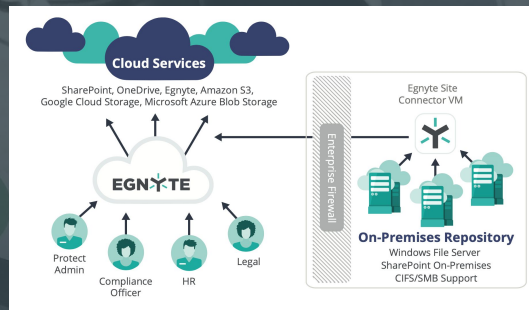 Cloud Services
SharePoint, OneDrive, Egnyte, Amazon S3,
Google Cloud Storage, Microsoft Azure Blob Storage
EGNYTE
Protect
Admin
Compliance
Officer
HR
Legal
Enterprise Firewall
Egnyte Site
Connector VM
On-Premises Repository
Windows File Server
SharePoint On-Premises
CIFS/SMB Support